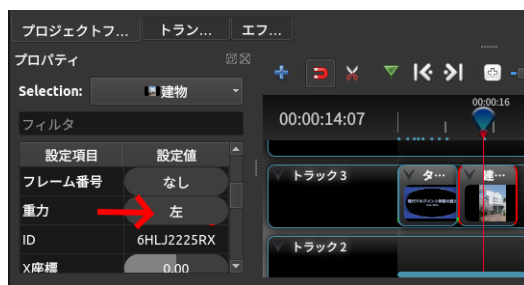 プロジェクトフ... トラン... エフ...
プロパティ
Selection: 建物
フィルタ
設定項目 設定値
フレーム番号 なし
重力 左
ID 6HLJ2225RX
X座標 0.00
00:00:14:07
00:00:16
トラック3
タ...
建...
トラック2